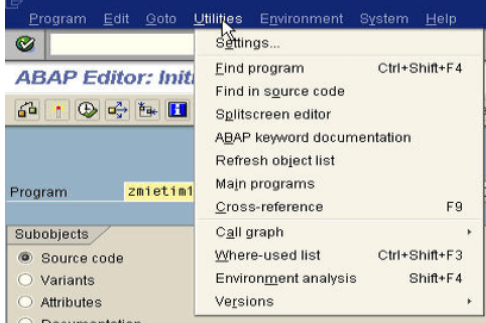 Program Edit Goto Utilities Environment System Help
Settings...
ABAP Editor: Init
Find program Ctrl+Shift+F4
Find in source code
Splitscreen editor
ABAP keyword documentation
Refresh object list
Main programs
Program zmietim1
Cross-reference F9
Subobjects
Call graph
Source code
Where-used list Ctrl+Shift+F3
Variants
Environment analysis Shift+F4
Attributes
Versions
Documentation